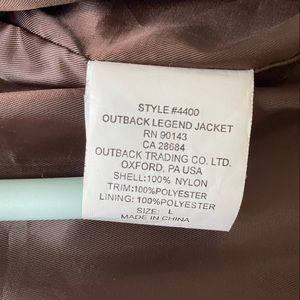 STYLE #4400
OUTBACK LEGEND JACKET
RN 90143
CA 28684
OUTBACK TRADING CO. LTD.
OXFORD, PA USA
SHELL:100% NYLON
TRIM:100%POLYESTER
LINING: 100%POLYESTER
SIZE: L
MADE IN CHINA